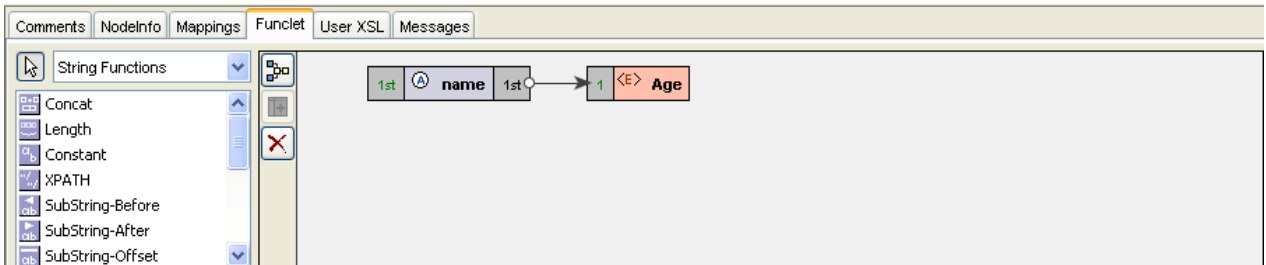 Comments NodeInfo Mappings Funclet User XSL Messages
String Functions
1st A name 1st 1 <E> Age
Concat
Length
Constant
XPATH
SubString-Before
SubString-After
SubString-Offset